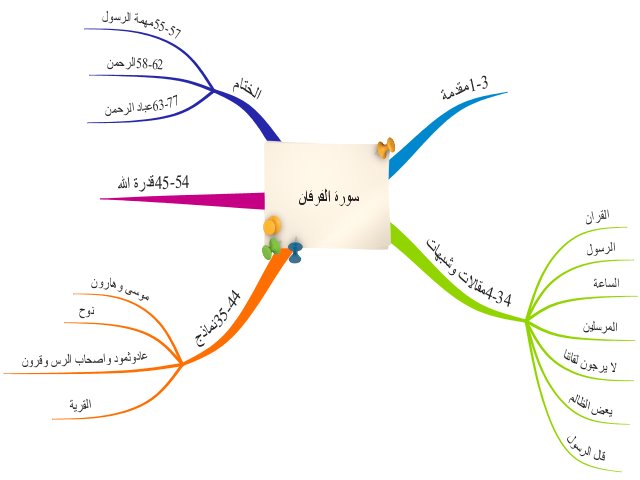 سورة الفرقان
1-3مقدمة
4-34مقالات وشبهات
القران
الرسول
الساعة
المرسلين
لا يرجون لقائنا
يعض الظالم
قال الرسول
35-44نماذج
موسى وهارون
نوح
عادوثمود واصحاب الرس وقرون
القرية
45-54قدرة الله
الختام
55-57مهمة الرسول
58-62الرحمن
63-77عباد الرحمن